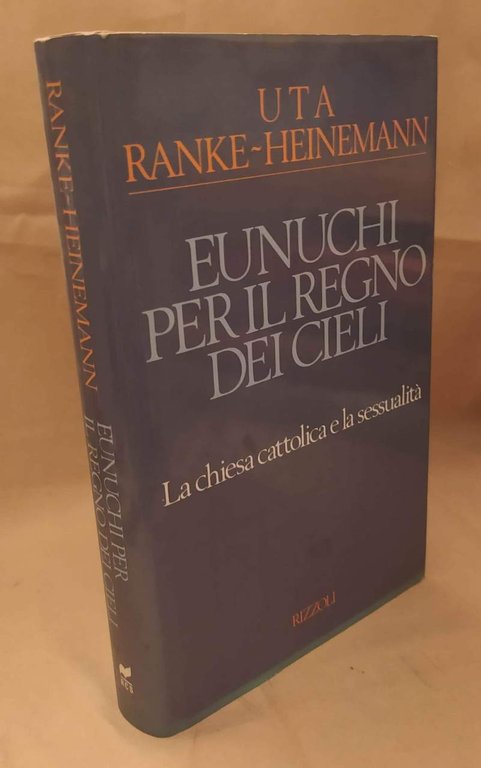 UTA
RANKE~HEINEMANN
EUNUCHI
PER IL REGNO
DEI CIELI
La chiesa cattolica e la sessualità
RIZZOLI
RANKE~HEINEMANN
EUNUCHI PER
IL REGNO DEI CIELI